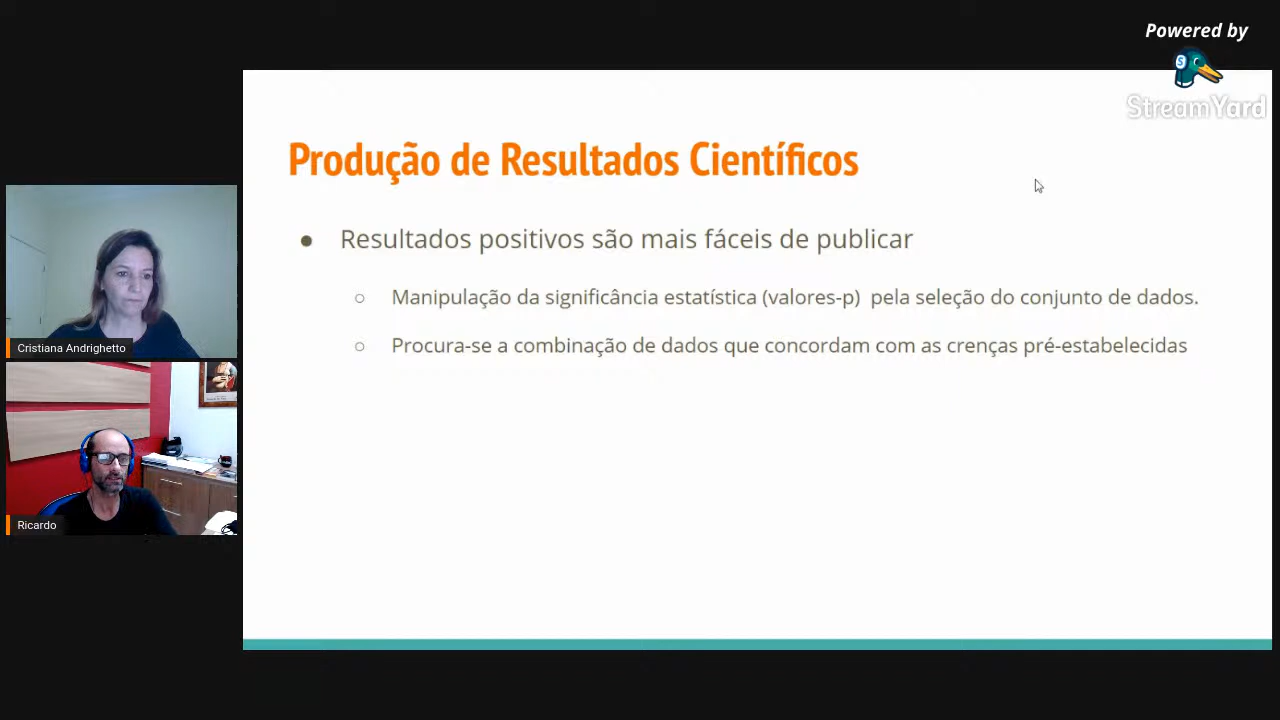 Powered by
StreamYard
Produção de Resultados Científicos
● Resultados positivos são mais fáceis de publicar
○ Manipulação da significância estatística (valores-p) pela seleção do conjunto de dados.
○ Procura-se a combinação de dados que concordam com as crenças pré-estabelecidas
Cristiana Andrighetto
Ricardo